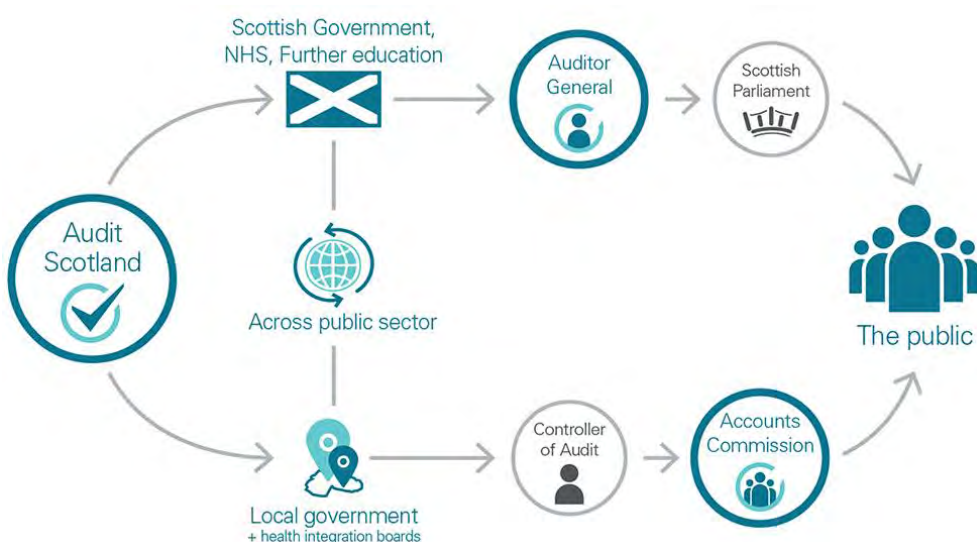 Scottish Government,
NHS, Further education
Auditor
General
Scottish
Parliament
Audit
Scotland
Across public sector
The public
Local government
+ health integration boards
Controller
of Audit
Accounts
Commission